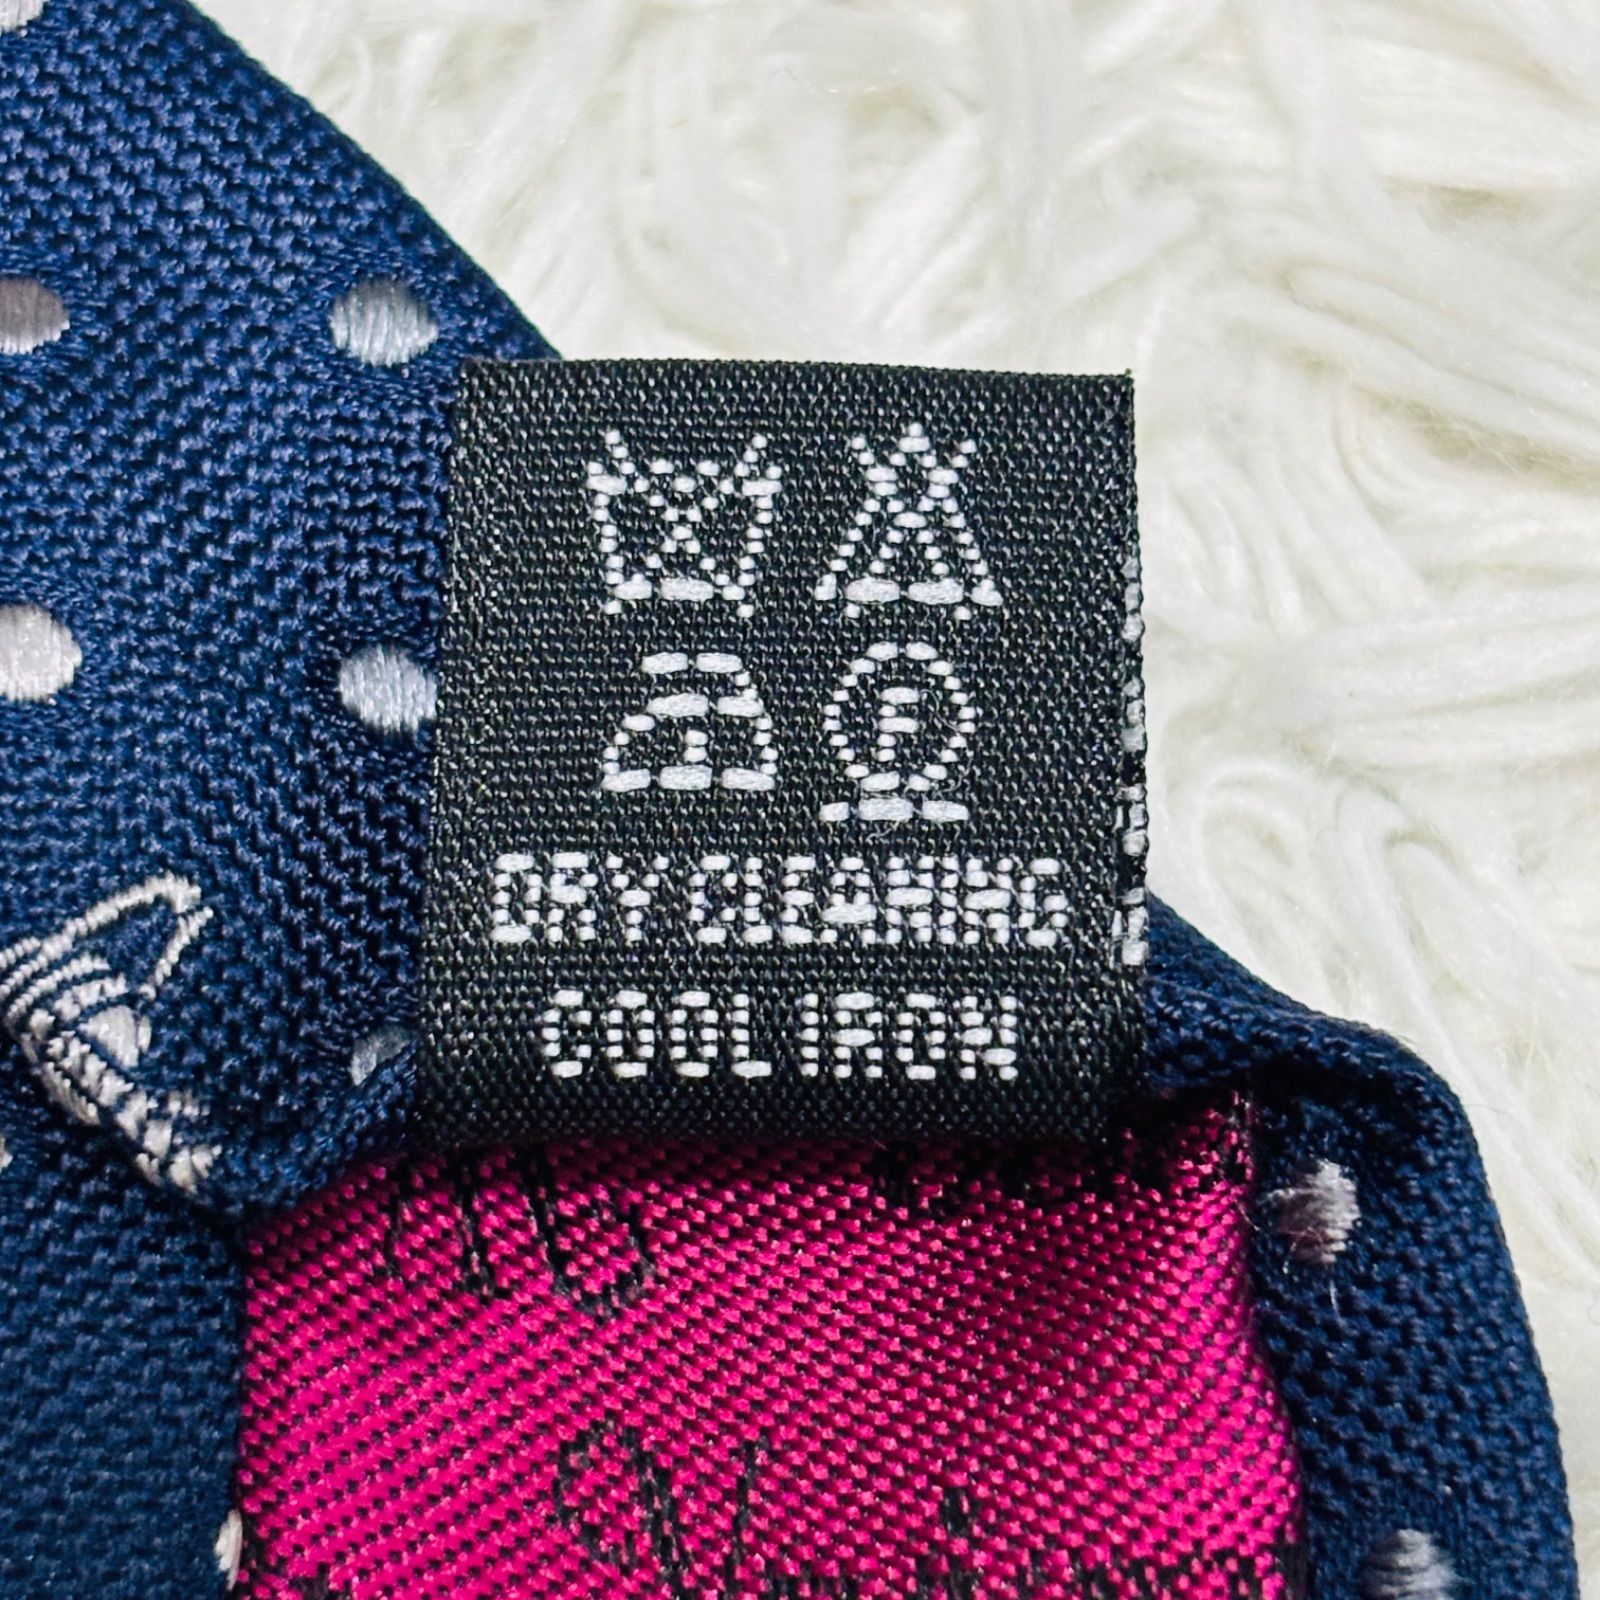 F
DRY CLEANING
COOL IRON